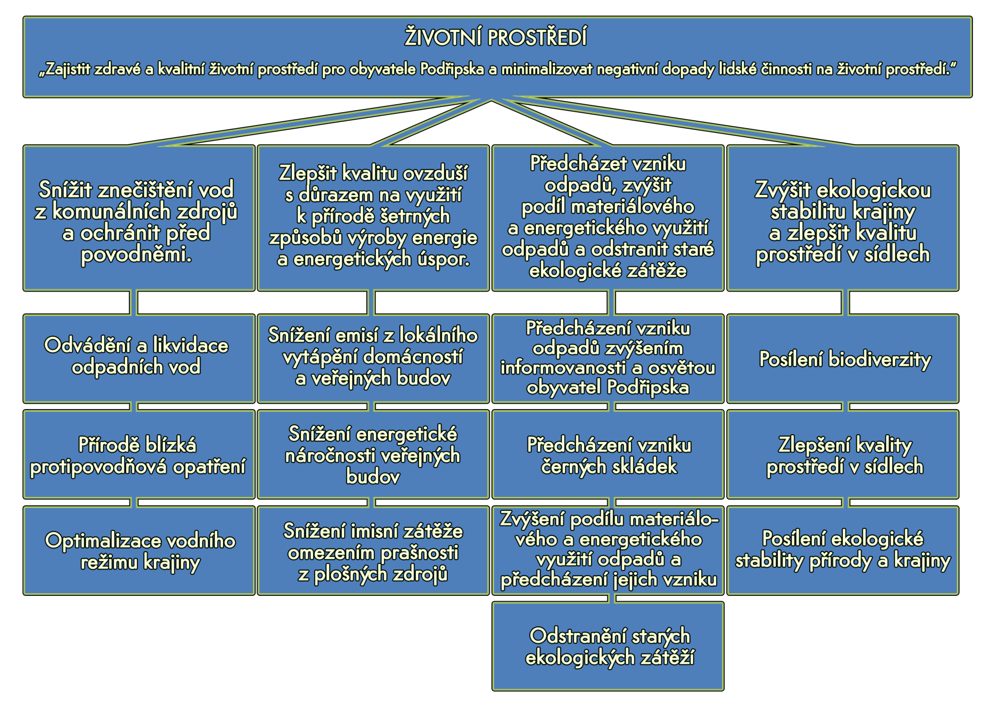 ŽIVOTNÍ PROSTŘEDÍ
„Zajistit zdravé a kvalitní životní prostředí pro obyvatele Podřipska a minimalizovat negativní dopady lidské činnosti na životní prostředí.“
Snížit znečištění vod
z komunálních zdrojů
a ochránit před
povodněmi.
Zlepšit kvalitu ovzduší
s důrazem na využití
k přírodě šetrných
způsobů výroby energie
a energetických úspor.
Předcházet vzniku
odpadů, zvýšit
podíl materiálového
a energetického využití
odpadů a odstranit staré
ekologické zátěže
Zvýšit ekologickou
stabilitu krajiny
a zlepšit kvalitu
prostředí v sídlech
Odvádění a likvidace
odpadních vod
Snížení emisí z lokálního
vytápění domácností
a veřejných budov
Předcházení vzniku
odpadů zvýšením
informovanosti a osvětou
obyvatel Podřipska
Posílení biodiverzity
Přírodě blízká
protipovodňová opatření
Snížení energetické
náročnosti veřejných
budov
Předcházení vzniku
černých skládek
Zlepšení kvality
prostředí v sídlech
Optimalizace vodního
režimu krajiny
Snížení imisní zátěže
omezením prašnosti
z plošných zdrojů
Zvýšení podílu materiálo-
vého a energetického
využití odpadů a
předcházení jejich vzniku
Posílení ekologické
stability přírody a krajiny
Odstranění starých
ekologických zátěží